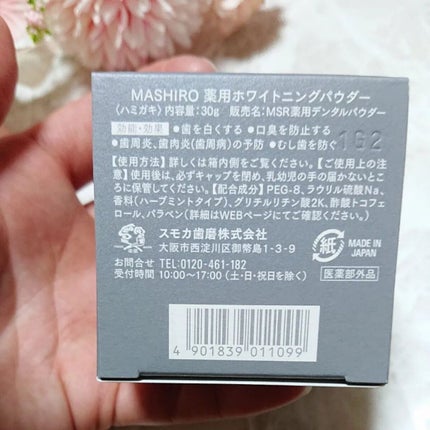 MASHIRO 薬用ホワイトニングパウダー
〈ハミガキ〉内容量:30g 販売名:MSR薬用デンタルパウダー
効能・効果 ●歯を白くする ●口臭を防止する
●歯周炎、歯肉炎(歯周病)の予防 ●むし歯を防ぐ
1G2
【使用方法】詳しくは箱内側をご覧ください。【ご使用上の注
意】使用後は、必ずキャップを閉め、乳幼児の手の届かないところ
に保管してください。【配合成分】PEG-8、ラウリル硫酸Na、
香料(ハーブミントタイプ)、グリチルリチン酸2K、酢酸トコフェ
ロール、パラベン(詳細はWEBページにてご確認ください。)
スモカ歯磨株式会社
大阪市西淀川区御幣島1-3-9
お問合せ TEL:0120-461-182
受付時間 10:00〜17:00(土・日・祝日を除く)
紙
MADE IN
JAPAN
医薬部外品
4 901839 011099